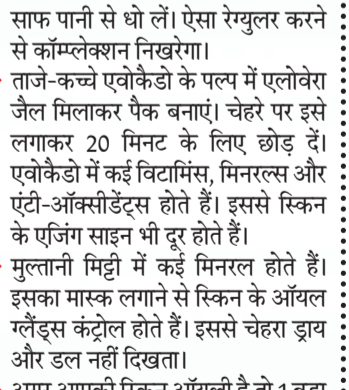 साफ पानी से धो लें। ऐसा रेग्युलर करने
से कॉम्प्लेक्शन निखरेगा।
ताजे-कच्चे एवोकैडो के पल्प में एलोवेरा
जैल मिलाकर पैक बनाएं। चेहरे पर इसे
लगाकर 20 मिनट के लिए छोड़ दें।
एवोकैडो में कई विटामिंस, मिनरल्स और
एंटी-ऑक्सीडेंट्स होते हैं। इससे स्किन
के एजिंग साइन भी दूर होते हैं।
मुल्तानी मिट्टी में कई मिनरल होते हैं।
इसका मास्क लगाने से स्किन के ऑयल
ग्लैंड्स कंट्रोल होते हैं। इससे चेहरा ड्राय
और डल नहीं दिखता।